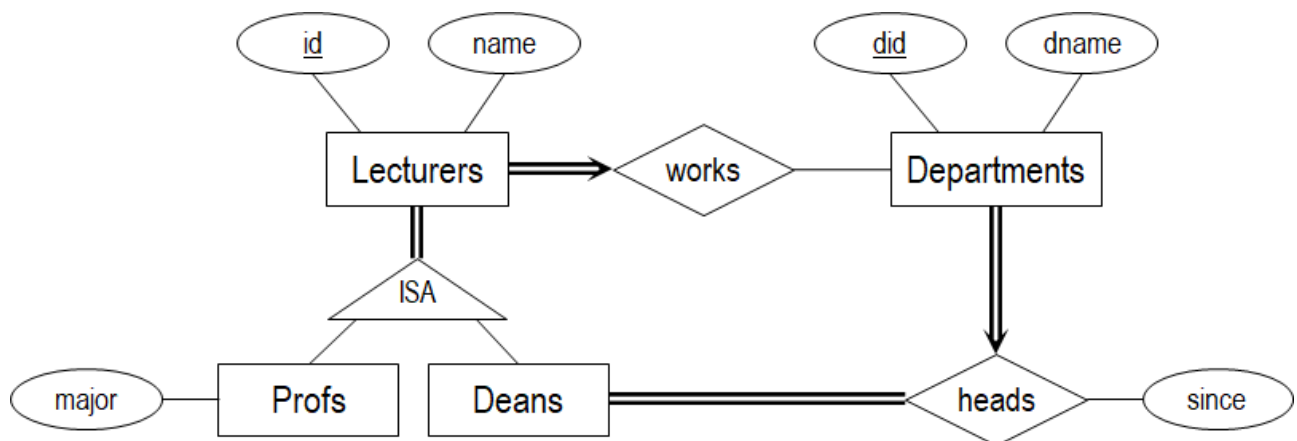 id
name
did
dname
Lecturers
works
Departments
ISA
major
Profs
Deans
heads
since